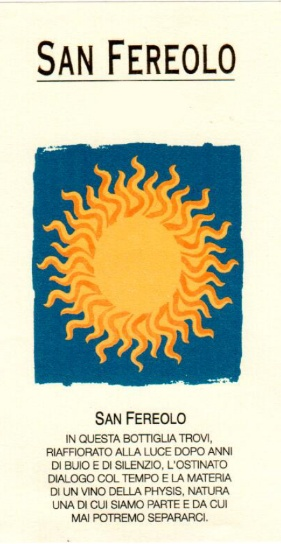 SAN FEREOLO
SAN FEREOLO
IN QUESTA BOTTIGLIA TROVI,
RIAFFIORATO ALLA LUCE DOPO ANNI
DI BUIO E DI SILENZIO, L'OSTINATO
DIALOGO COL TEMPO E LA MATERIA
DI UN VINO DELLA PHYSIS, NATURA
UNA DI CUI SIAMO PARTE E DA CUI
MAI POTREMO SEPARARCI.